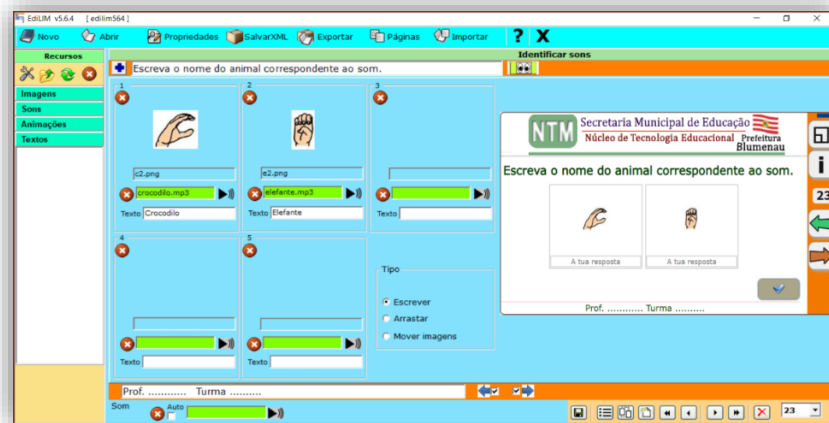 EdiLIM v5.6.4 [ edilim564 ]
Novo Abrir Propriedades SalvarXML Exportar Páginas Importar ? X
Recursos
Identificar sons
Escreva o nome do animal correspondente ao som.
Imagens
Sons
Animações
Textos
1 2 3
c2.png e2.png
crocodilo.mp3 elefante.mp3
Texto Crocodilo Texto Elefante Texto
4 5
Texto Texto
Tipo
Escrever
Arrastar
Mover imagens
NTM Secretaria Municipal de Educação
Núcleo de Tecnologia Educacional Prefeitura
Blumenau
Escreva o nome do animal correspondente ao som.
A tua resposta A tua resposta
Prof. ............ Turma ..........
i
23
Prof. ............ Turma ..........
Som Auto
23